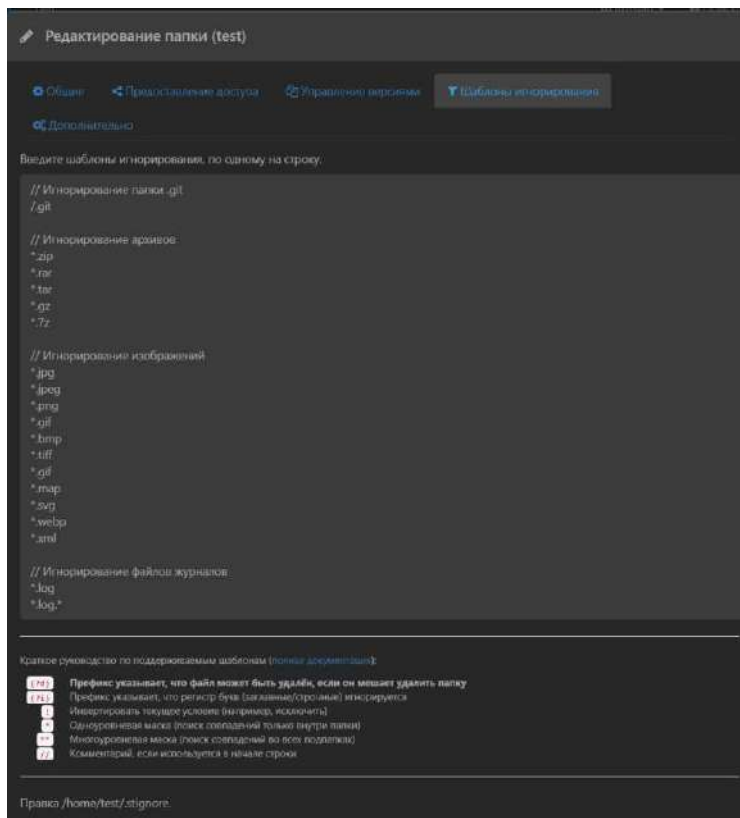 Редактирование папки (test)
Общие Предоставление доступа Управление версиями Шаблоны игнорирования
Дополнительно
Введите шаблоны игнорирования, по одному на строку.
// Игнорирование папки .git
/.git
// Игнорирование архивов
*.zip
*.rar
*.tar
*.gz
*.7z
// Игнорирование изображений
*.jpg
*.jpeg
*.png
*.gif
*.bmp
*.tiff
*.gif
*.map
*.svg
*.webp
*.xml
// Игнорирование файлов журналов
*.log
*.log.*
Краткое руководство по поддерживаемым шаблонам (полная документация):
(?d) Префикс указывает, что файл может быть удалён, если он мешает удалить папку
(?i) Префикс указывает, что регистр букв (заглавные/строчные) игнорируется
! Инвертировать текущее условие (например, исключить)
* Одноуровневая маска (поиск совпадений только внутри папки)
** Многоуровневая маска (поиск совпадений во всех подпапках)
// Комментарий, если используется в начале строки
Правка /home/test/.stignore.